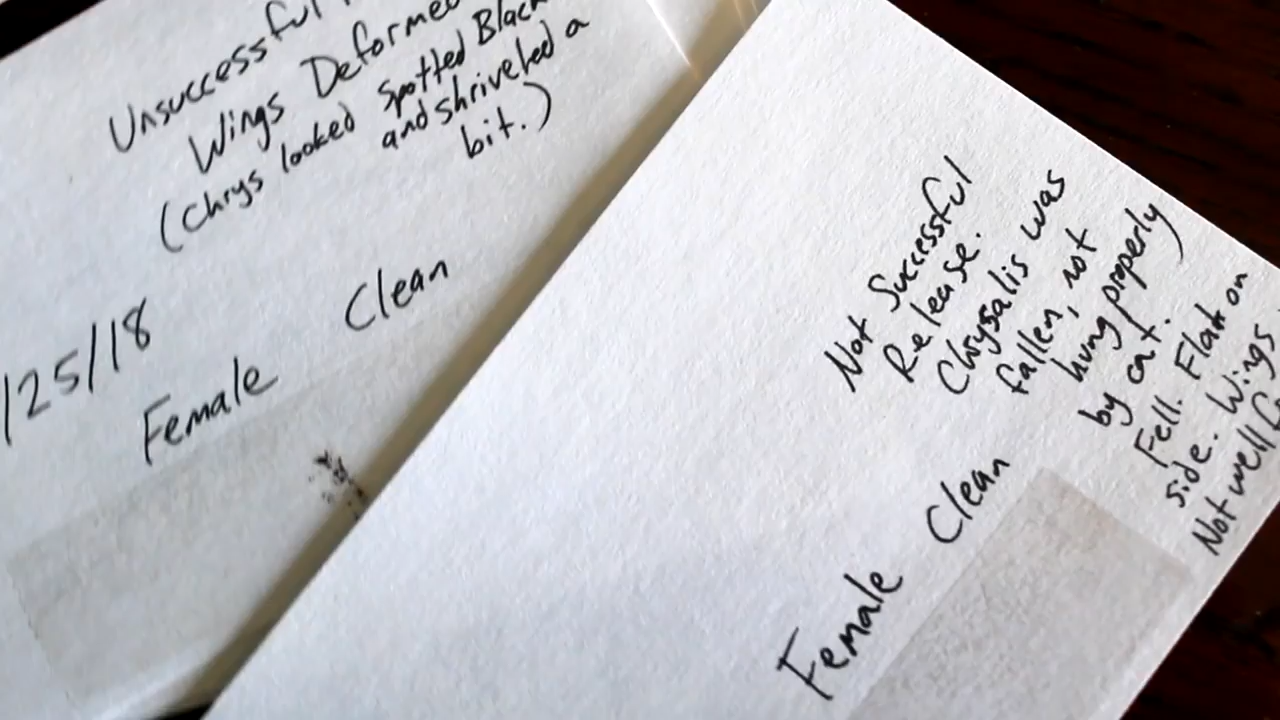 Unsuccessful
Wings Deformed
(Chrys looked Spotted Black
and shriveled a
bit.)
/25/18
Female Clean
Not Successful
Release.
Chrysalis was
fallen, not
hung properly
by cat.
Fell. Flat on
side. Wings
Not well
Female Clean